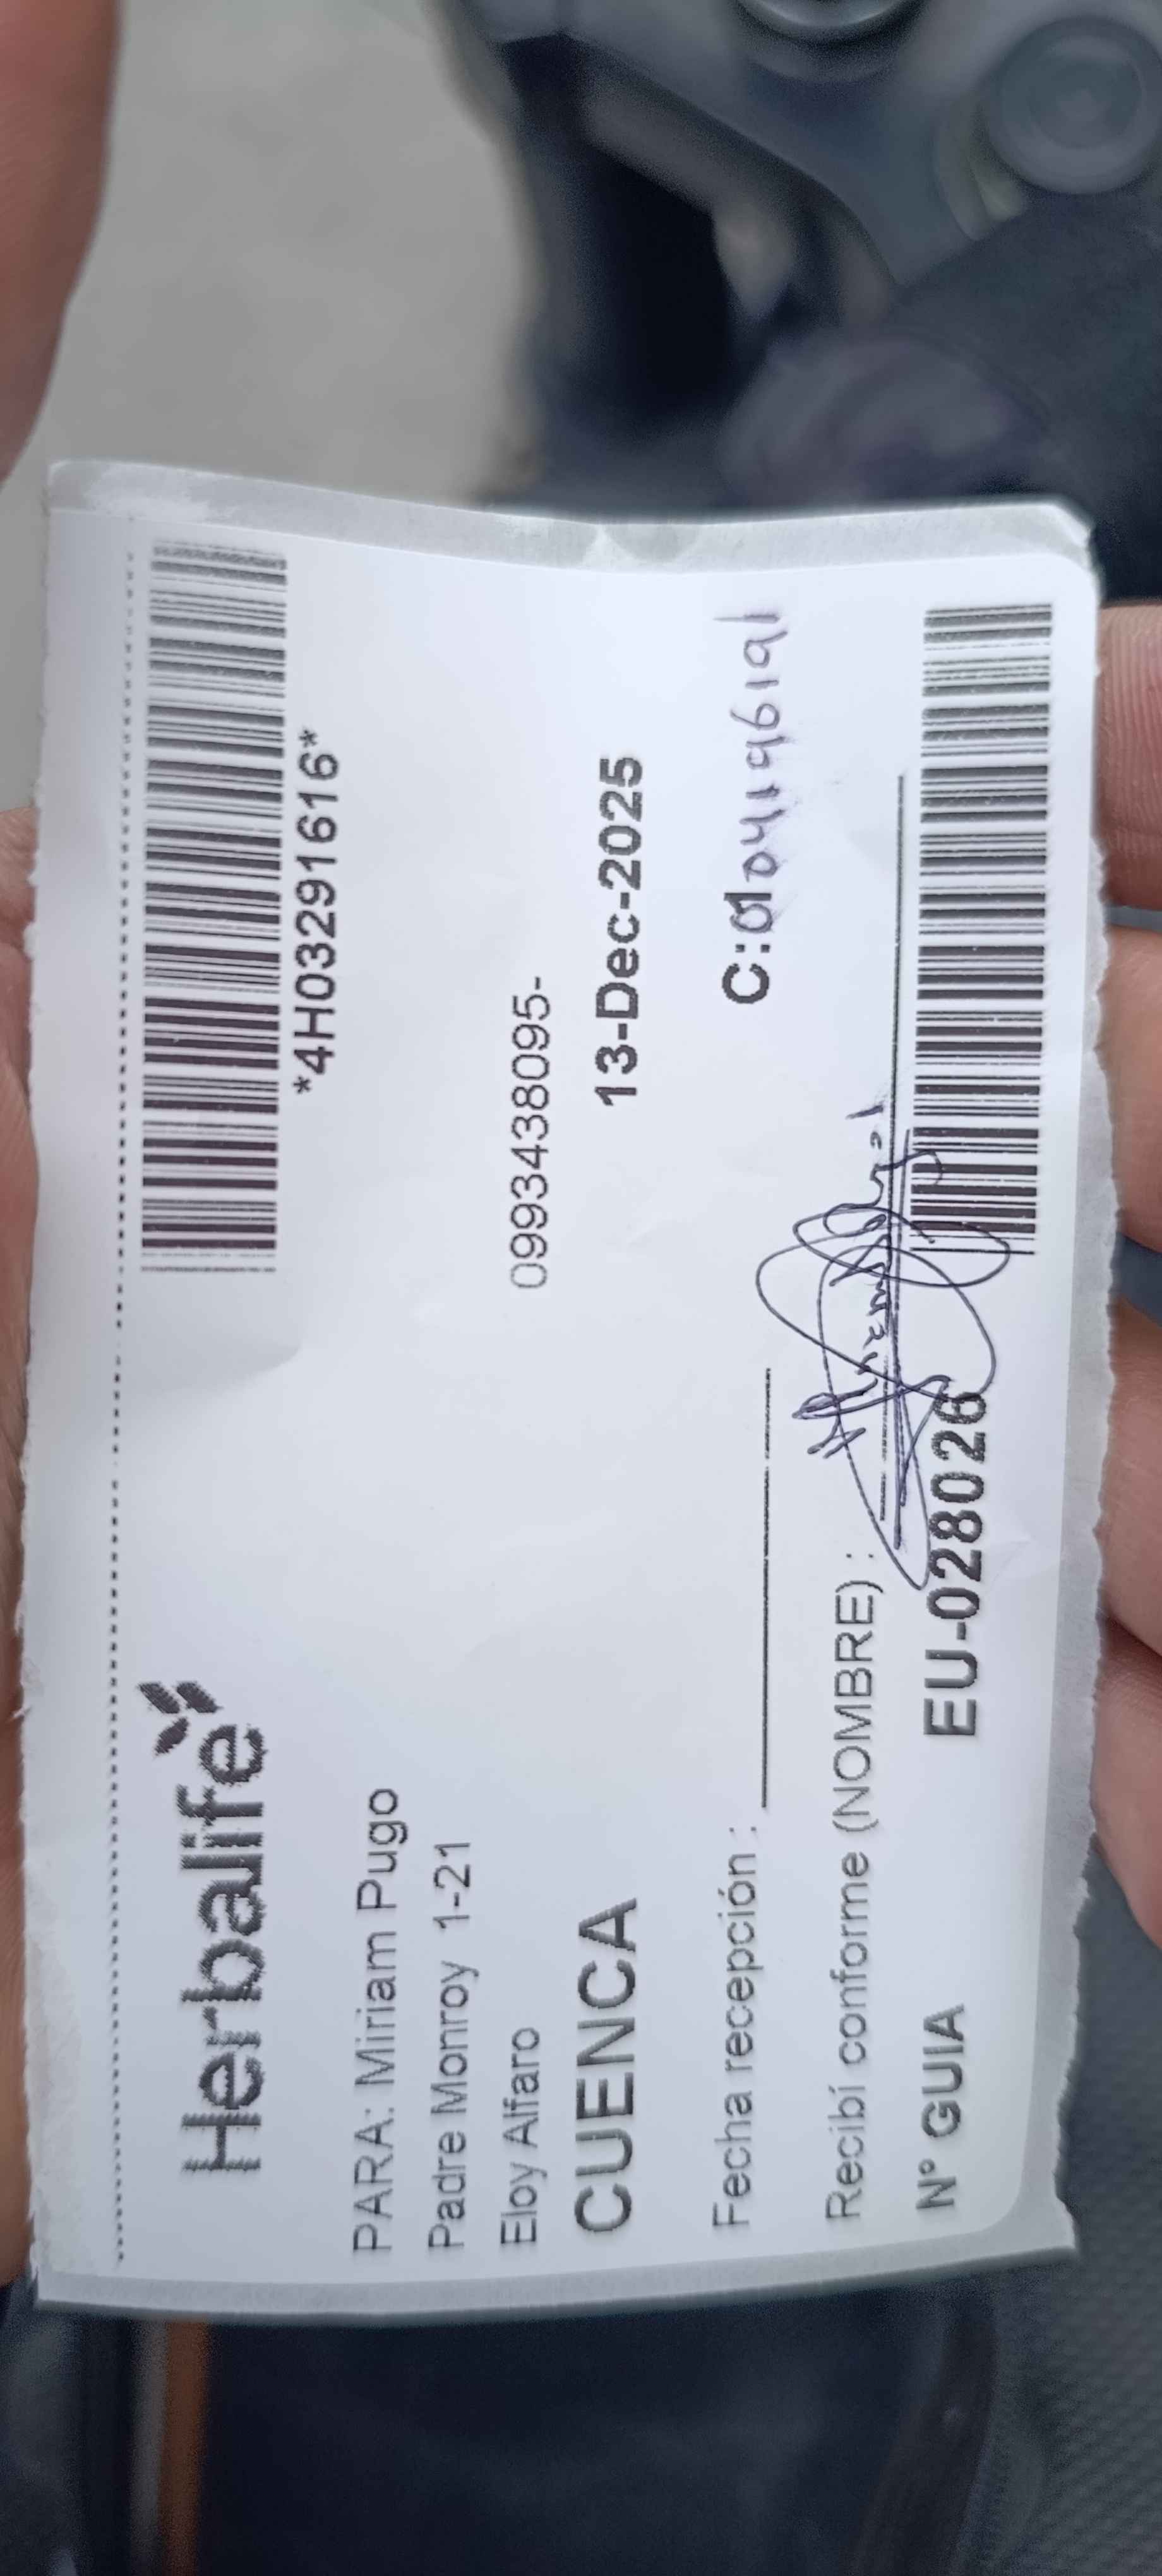 Herbalife
*4H03291616*
PARA: Miriam Pugo
Padre Monroy 1-21
Eloy Alfaro
0993438095-
CUENCA
13-Dec-2025
Fecha recepción :
C:0104119619
Recibí conforme (NOMBRE) :
N° GUIA
EU-028026